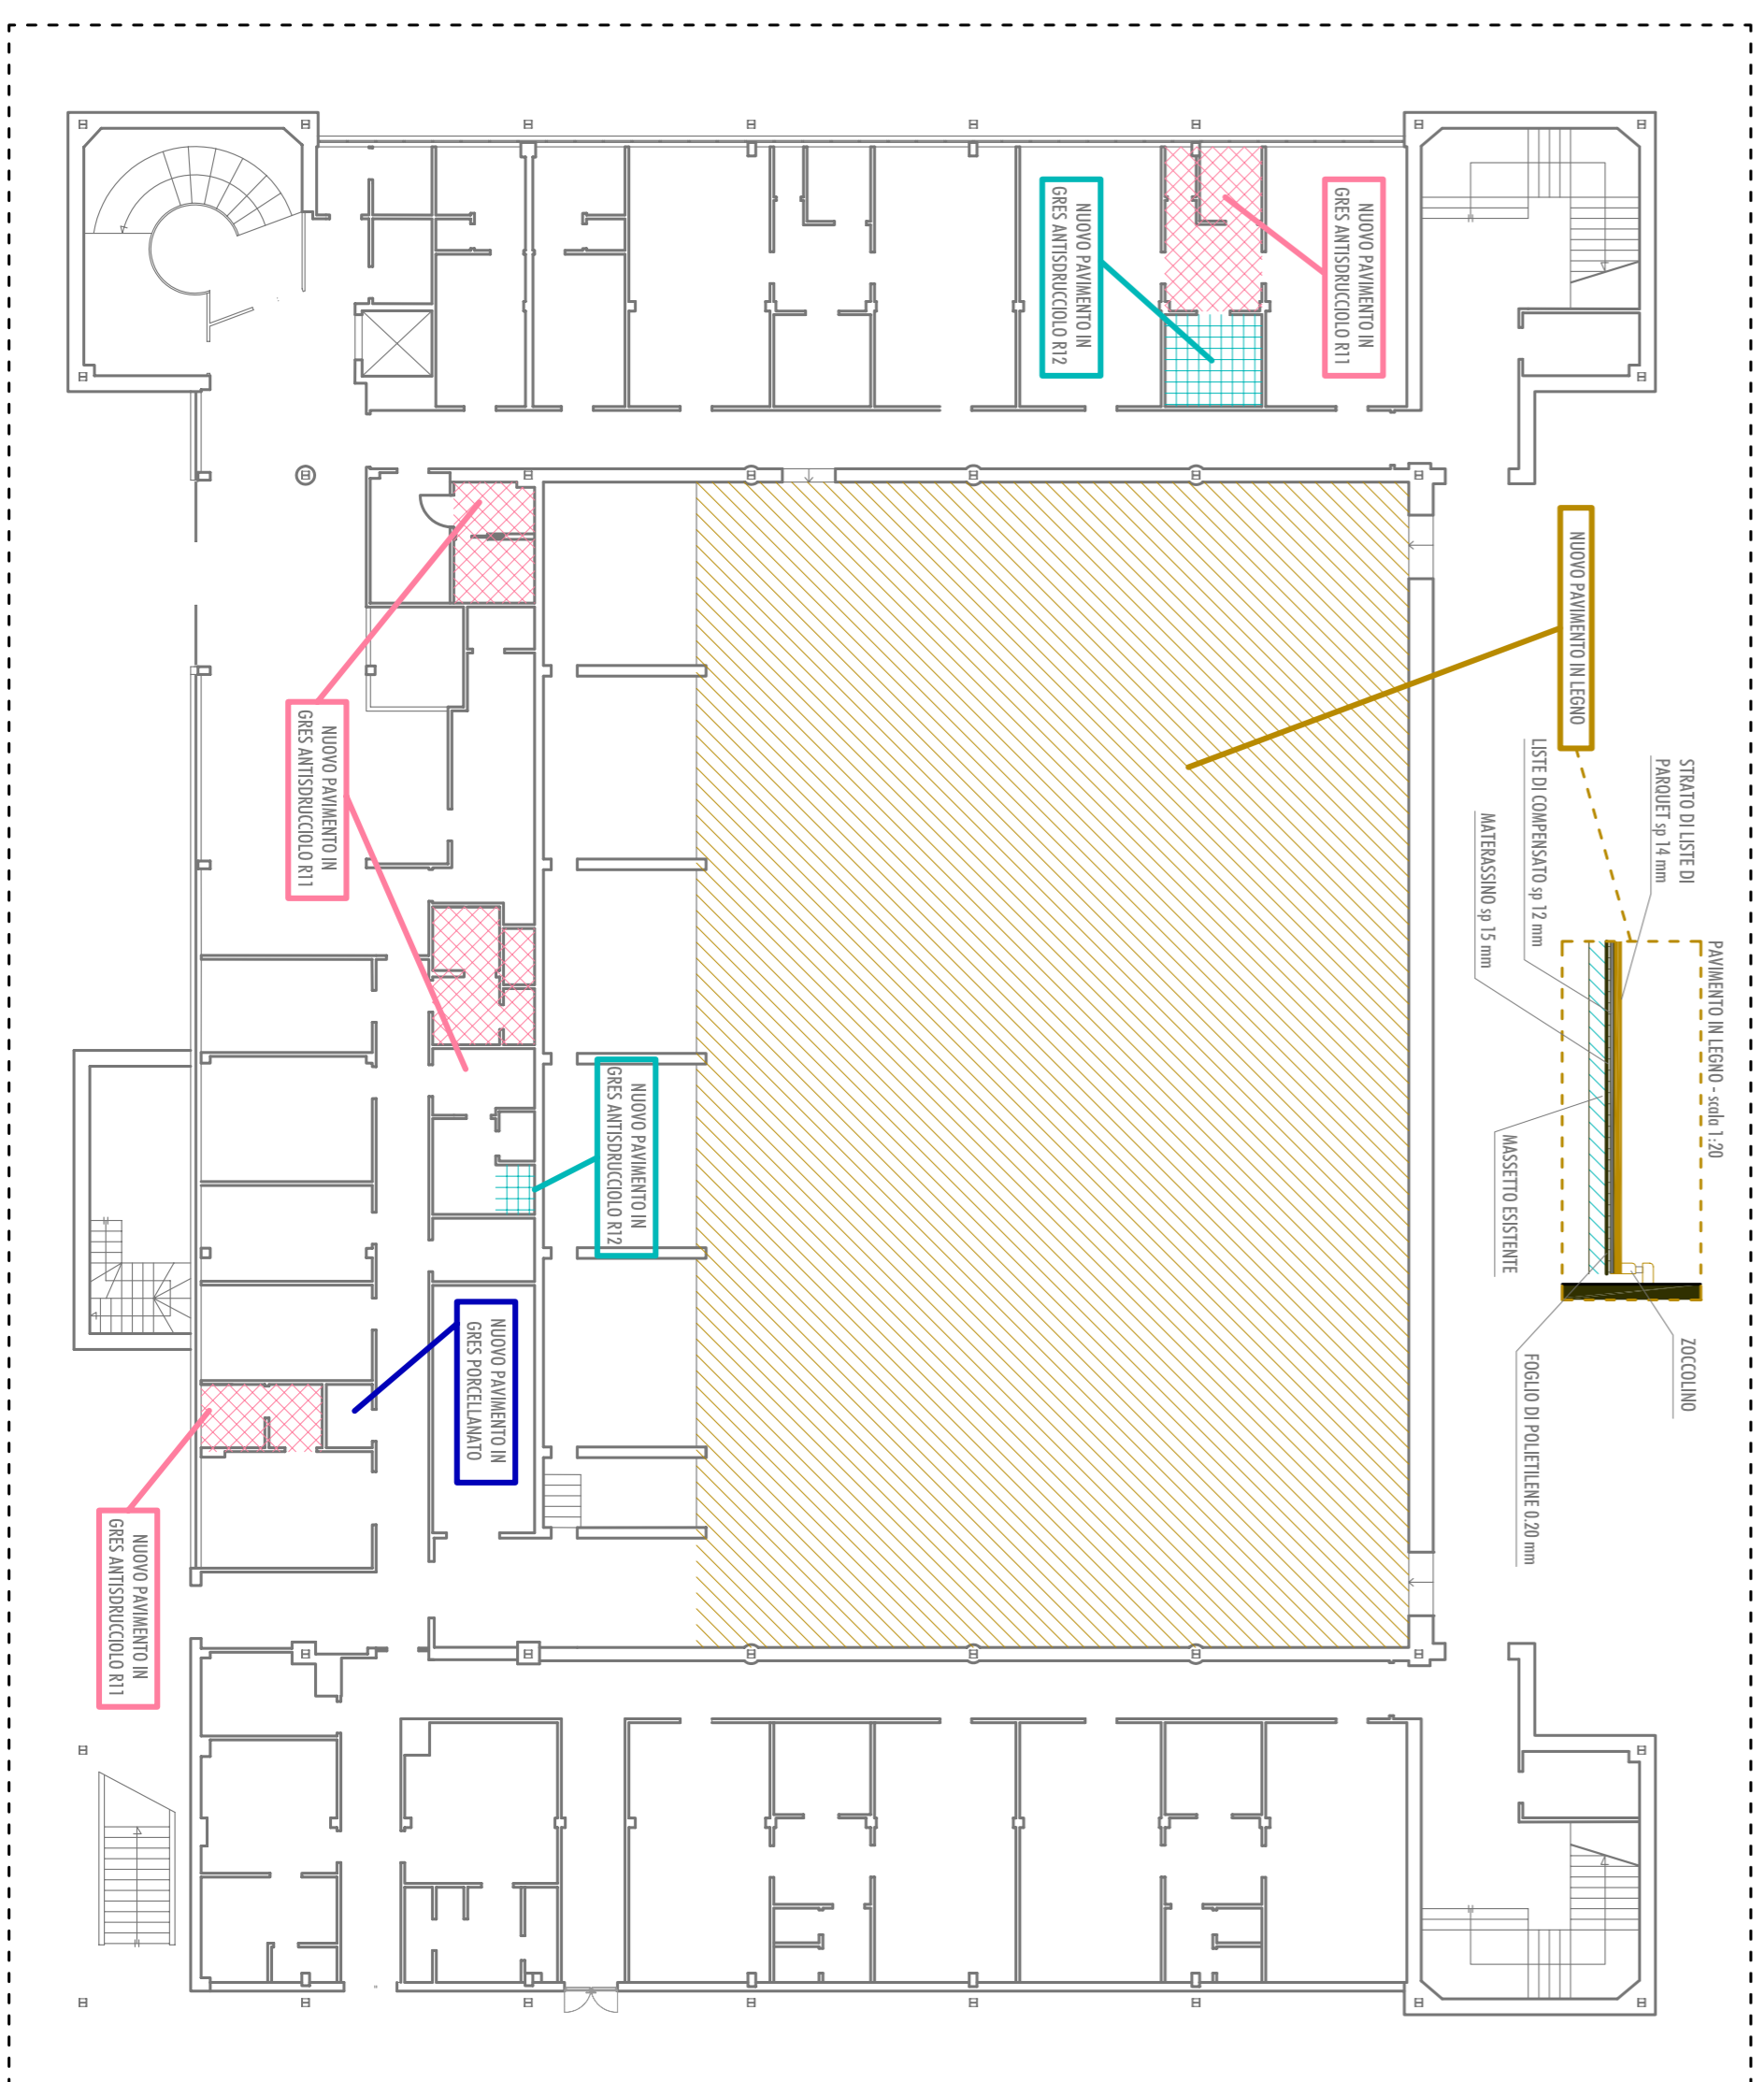 PAVIMENTO IN LEGNO - scala 1:20
STRATO DI LISTE DI
PARQUET sp 14 mm
LISTE DI COMPENSATO sp 12 mm
MATERASSINO sp 15 mm
MASSETTO ESISTENTE
ZOCCOLINO
FOGLIO DI POLIETILENE 0.20 mm
NUOVO PAVIMENTO IN LEGNO
NUOVO PAVIMENTO IN
GRES ANTISDRUCCIOLO R11
NUOVO PAVIMENTO IN
GRES ANTISDRUCCIOLO R12
NUOVO PAVIMENTO IN
GRES ANTISDRUCCIOLO R12
NUOVO PAVIMENTO IN
GRES PORCELLANATO
NUOVO PAVIMENTO IN
GRES ANTISDRUCCIOLO R11
NUOVO PAVIMENTO IN
GRES ANTISDRUCCIOLO R11